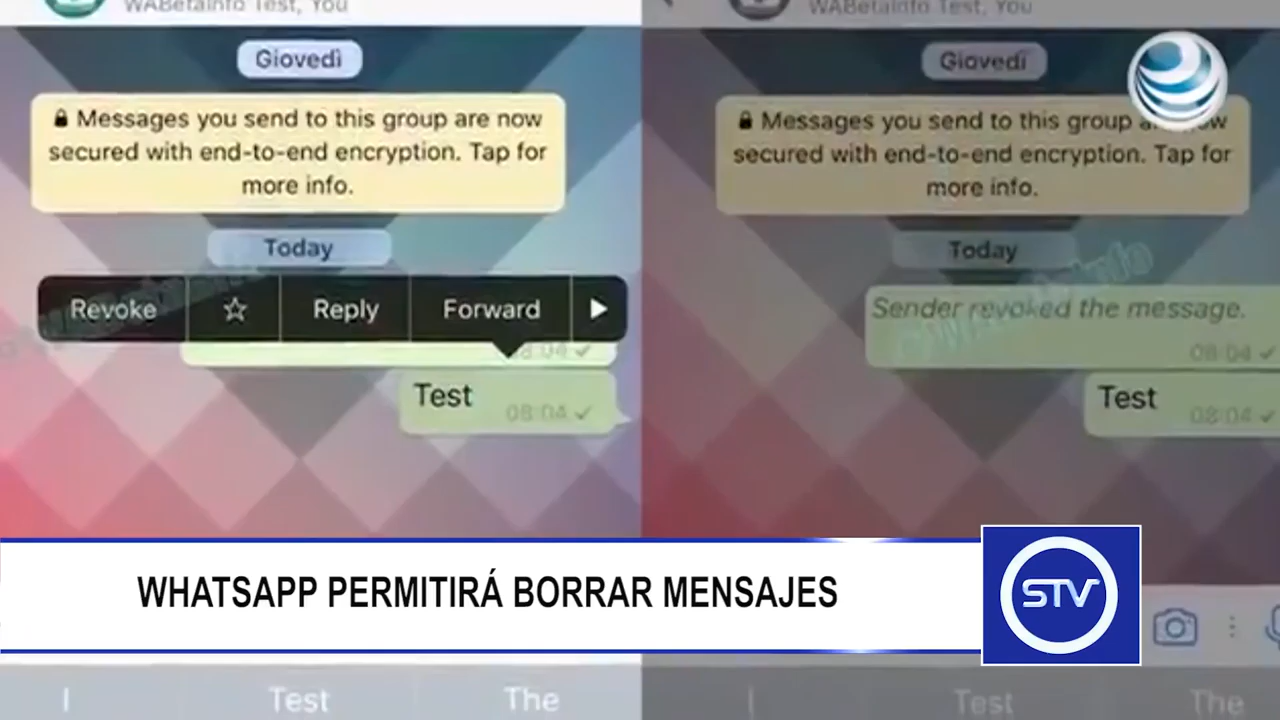 WABetaInfo Test, You
Giovedì
Messages you send to this group are now
secured with end-to-end encryption. Tap for
more info.
Today
Revoke ☆ Reply Forward ▶
08:04 ✓
Test
08:04 ✓
I Test The
WABetaInfo Test, You
Giovedì
Messages you send to this group are now
secured with end-to-end encryption. Tap for
more info.
Today
Sender revoked the message.
08:04 ✓
Test
08:04 ✓
I Test The
WHATSAPP PERMITIRÁ BORRAR MENSAJES
STV